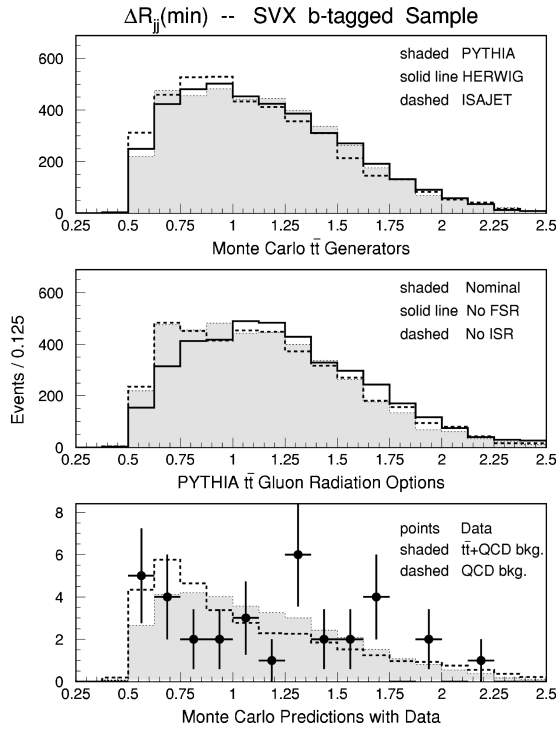 ΔR_jj(min) -- SVX b-tagged Sample
600
400
200
0
shaded PYTHIA
solid line HERWIG
dashed ISAJET
0.25 0.5 0.75 1 1.25 1.5 1.75 2 2.25 2.5
Monte Carlo tt̄ Generators
Events / 0.125
600
400
200
0
shaded Nominal
solid line No FSR
dashed No ISR
0.25 0.5 0.75 1 1.25 1.5 1.75 2 2.25 2.5
PYTHIA tt̄ Gluon Radiation Options
8
6
4
2
0
points Data
shaded tt̄+QCD bkg.
dashed QCD bkg.
0.25 0.5 0.75 1 1.25 1.5 1.75 2 2.25 2.5
Monte Carlo Predictions with Data